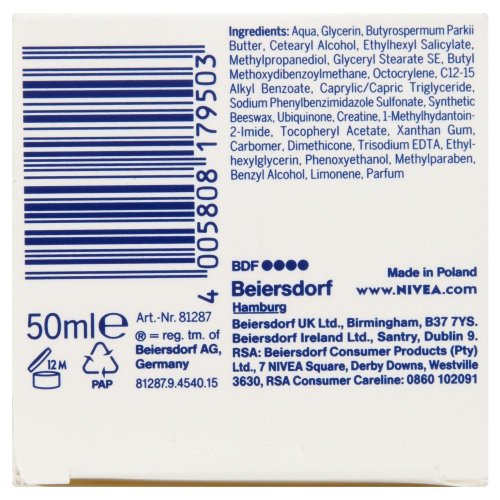 Ingredients: Aqua, Glycerin, Butyrospermum Parkii
Butter, Cetearyl Alcohol, Ethylhexyl Salicylate,
Methylpropanediol, Glyceryl Stearate SE, Butyl
Methoxydibenzoylmethane, Octocrylene, C12-15
Alkyl Benzoate, Caprylic/Capric Triglyceride,
Sodium Phenylbenzimidazole Sulfonate, Synthetic
Beeswax, Ubiquinone, Creatine, 1-Methylhydantoin-
2-Imide, Tocopheryl Acetate, Xanthan Gum,
Carbomer, Dimethicone, Trisodium EDTA, Ethyl-
hexylglycerin, Phenoxyethanol, Methylparaben,
Benzyl Alcohol, Limonene, Parfum
4 005808 179503
BDF
Beiersdorf
Hamburg
Made in Poland
www.NIVEA.com
Beiersdorf UK Ltd., Birmingham, B37 7YS.
Beiersdorf Ireland Ltd., Santry, Dublin 9.
RSA: Beiersdorf Consumer Products (Pty)
Ltd., 7 NIVEA Square, Derby Downs, Westville
3630, RSA Consumer Careline: 0860 102091
50ml e
Art.-Nr. 81287
® = reg. tm. of
Beiersdorf AG,
Germany
81287.9.4540.15
12M
PAP